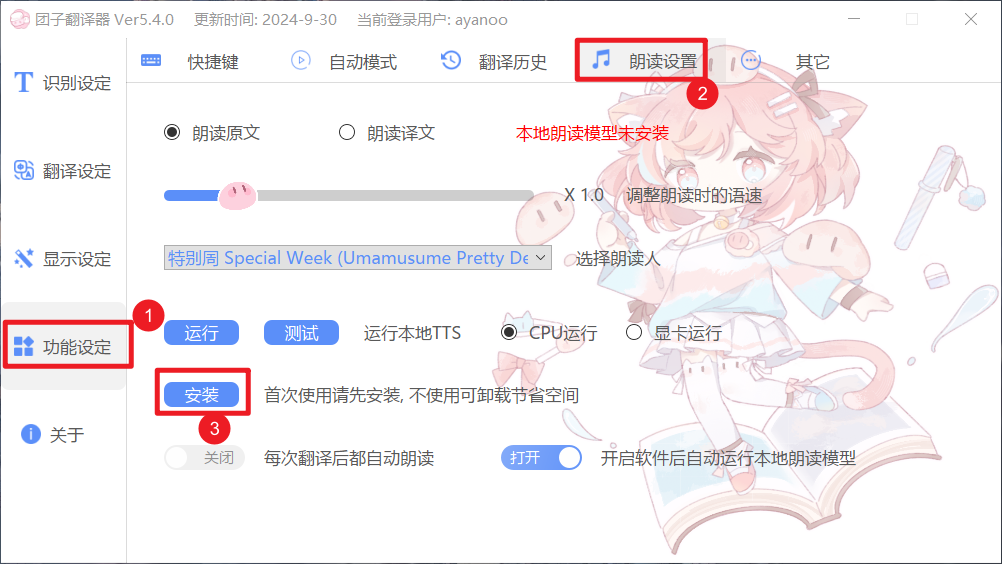 团子翻译器 Ver5.4.0 更新时间: 2024-9-30 当前登录用户: ayanoo
快捷键 自动模式 翻译历史 朗读设置 其它
2
T 识别设定
翻译设定
显示设定
1
功能设定
i 关于
朗读原文 朗读译文 本地朗读模型未安装
X 1.0 调整朗读时的语速
特别周 Special Week (Umamusume Pretty De 选择朗读人
运行 测试 运行本地TTS CPU运行 显卡运行
安装 首次使用请先安装, 不使用可卸载节省空间
3
关闭 每次翻译后都自动朗读 打开 开启软件后自动运行本地朗读模型